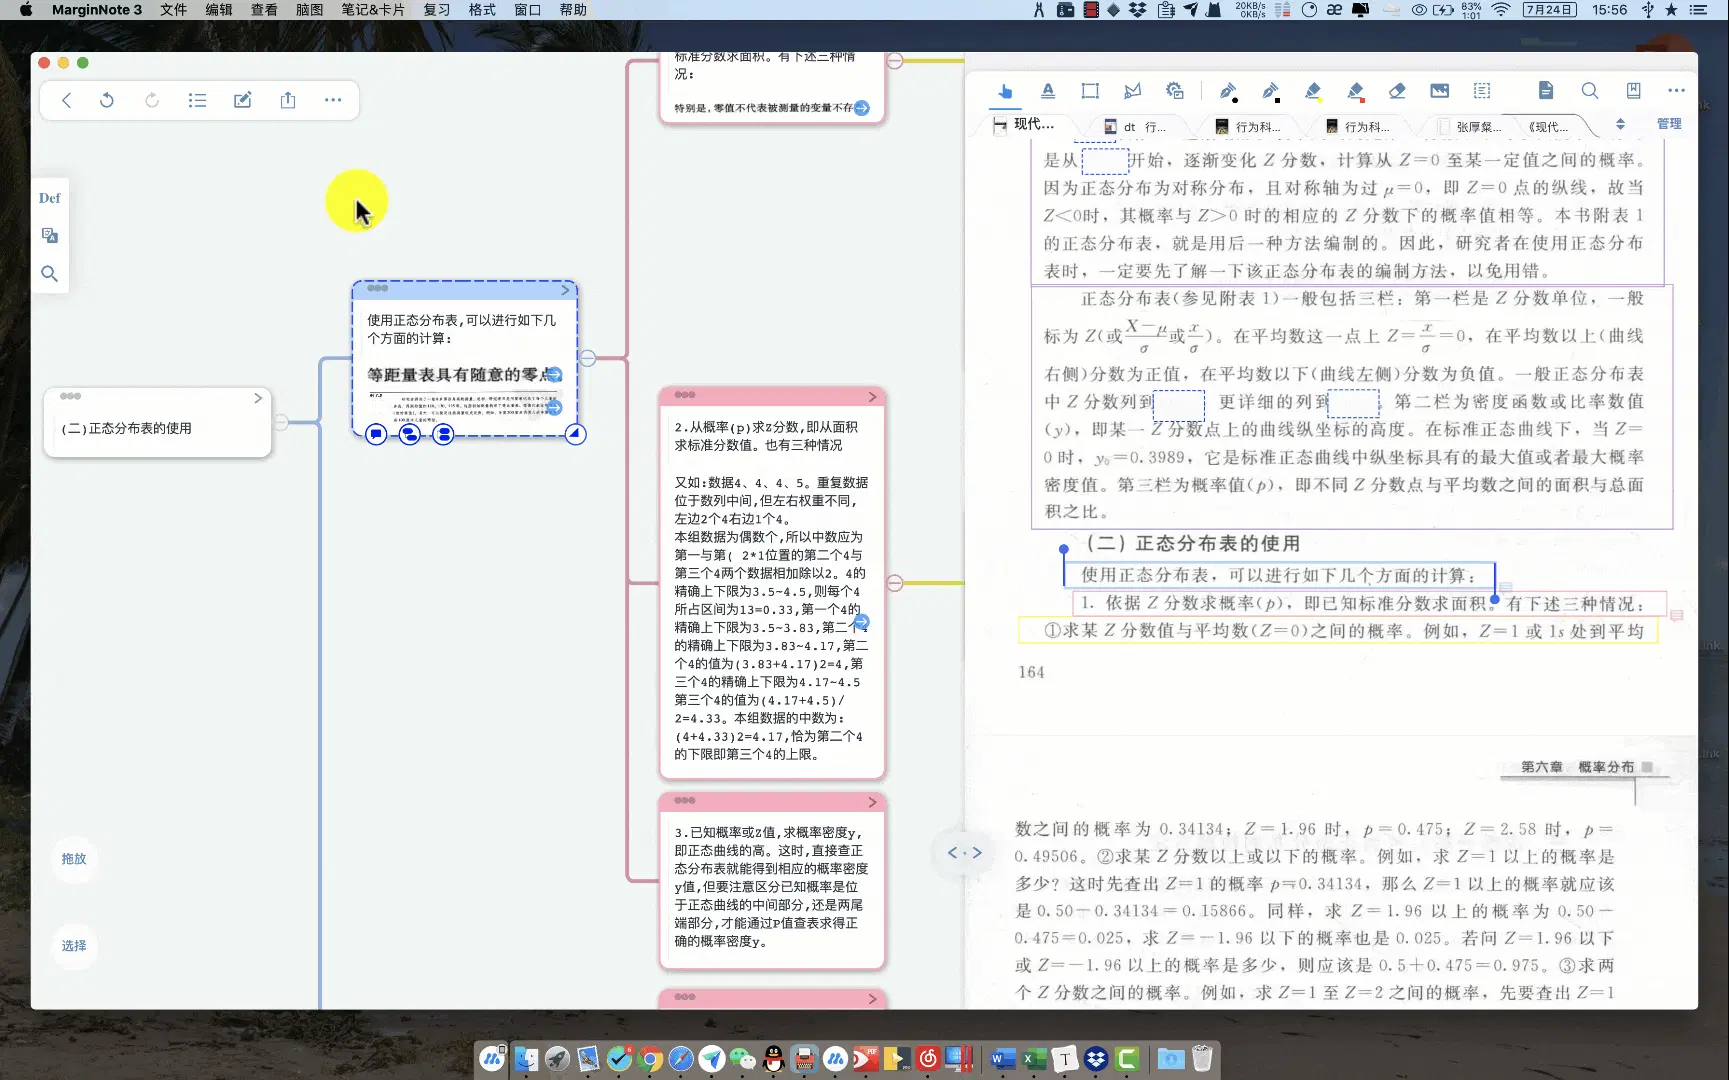 MarginNote 3 文件 编辑 查看 脑图 笔记&卡片 复习 格式 窗口 帮助
20KB/s
0KB/s
83%
1:01
7月24日 15:56
标准分数求面积。有下述三种情
况:
特别是,零值不代表被测量的变量不存
Def
使用正态分布表,可以进行如下几
个方面的计算:
等距量表具有随意的零点
(二)正态分布表的使用
2.从概率(p)求z分数,即从面积
求标准分数值。也有三种情况
又如:数据4、4、4、5。重复数据
位于数列中间,但左右权重不同,
左边2个4右边1个4。
本组数据为偶数个,所以中数应为
第一与第( 2*1位置的第二个4与
第三个4两个数据相加除以2。4的
精确上下限为3.5~4.5,则每个4
所占区间为13=0.33,第一个4的
精确上下限为3.5~3.83,第二个4
的精确上下限为3.83~4.17,第二
个4的值为(3.83+4.17)2=4,第
三个4的精确上下限为4.17~4.5
第三个4的值为(4.17+4.5)/
2=4.33。本组数据的中数为:
(4+4.33)2=4.17,恰为第二个4
的下限即第三个4的上限。
3.已知概率或Z值,求概率密度y,
即正态曲线的高。这时,直接查正
态分布表就能得到相应的概率密度
y值,但要注意区分已知概率是位
于正态曲线的中间部分,还是两尾
端部分,才能通过P值查表求得正
确的概率密度y。
拖放
选择
现代... dt 行... 行为科... 行为科... 张厚粲... 《现代... 管理
是从 开始，逐渐变化 Z 分数，计算从 Z=0 至某一定值之间的概率。
因为正态分布为对称分布，且对称轴为过 μ=0，即 Z=0 点的纵线，故当
Z<0时，其概率与 Z>0 时的相应的 Z 分数下的概率值相等。本书附表 1
的正态分布表，就是用后一种方法编制的。因此，研究者在使用正态分布
表时，一定要先了解一下该正态分布表的编制方法，以免用错。
正态分布表(参见附表 1)一般包括三栏：第一栏是 Z 分数单位，一般
标为 Z(或 X-μ/σ 或 x/σ)。在平均数这一点上 Z=x/σ=0，在平均数以上(曲线
右侧)分数为正值，在平均数以下(曲线左侧)分数为负值。一般正态分布表
中 Z 分数列到 更详细的列到 。第二栏为密度函数或比率数值
(y)，即某一 Z 分数点上的曲线纵坐标的高度。在标准正态曲线下，当 Z=
0 时，y₀=0.3989，它是标准正态曲线中纵坐标具有的最大值或者最大概率
密度值。第三栏为概率值(p)，即不同 Z 分数点与平均数之间的面积与总面
积之比。
(二) 正态分布表的使用
使用正态分布表，可以进行如下几个方面的计算：
1. 依据 Z 分数求概率(p)，即已知标准分数求面积。有下述三种情况：
①求某 Z 分数值与平均数(Z=0)之间的概率。例如，Z=1 或 1s 处到平均
164
第六章 概率分布
数之间的概率为 0.34134；Z=1.96 时，p=0.475；Z=2.58 时，p=
0.49506。②求某 Z 分数以上或以下的概率。例如，求 Z=1 以上的概率是
多少？这时先查出 Z=1 的概率 p=0.34134，那么 Z=1 以上的概率就应该
是 0.50-0.34134=0.15866。同样，求 Z=1.96 以上的概率为 0.50-
0.475=0.025，求 Z=-1.96 以下的概率也是 0.025。若问 Z=1.96 以下
或 Z=-1.96 以上的概率是多少，则应该是 0.5+0.475=0.975。③求两
个 Z 分数之间的概率。例如，求 Z=1 至 Z=2 之间的概率，先要查出 Z=1